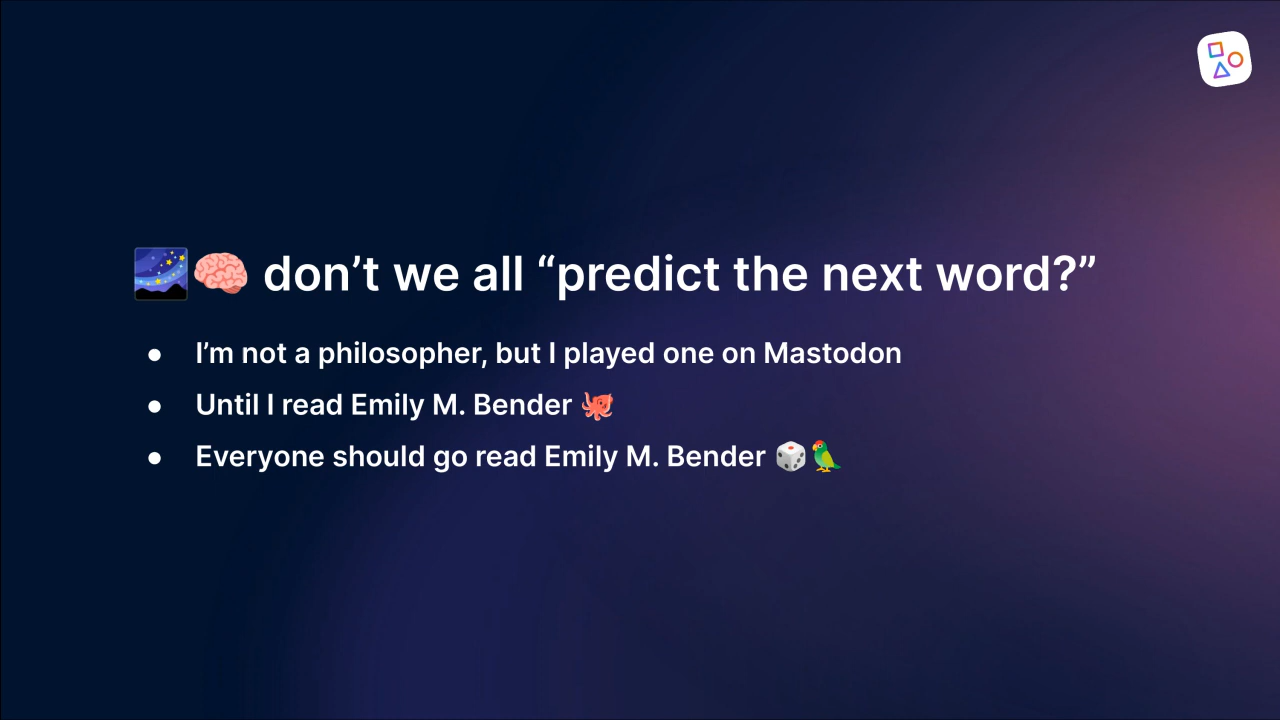 🌌🧠 don’t we all “predict the next word?”
● I’m not a philosopher, but I played one on Mastodon
● Until I read Emily M. Bender 🐙
● Everyone should go read Emily M. Bender 🎲🦜